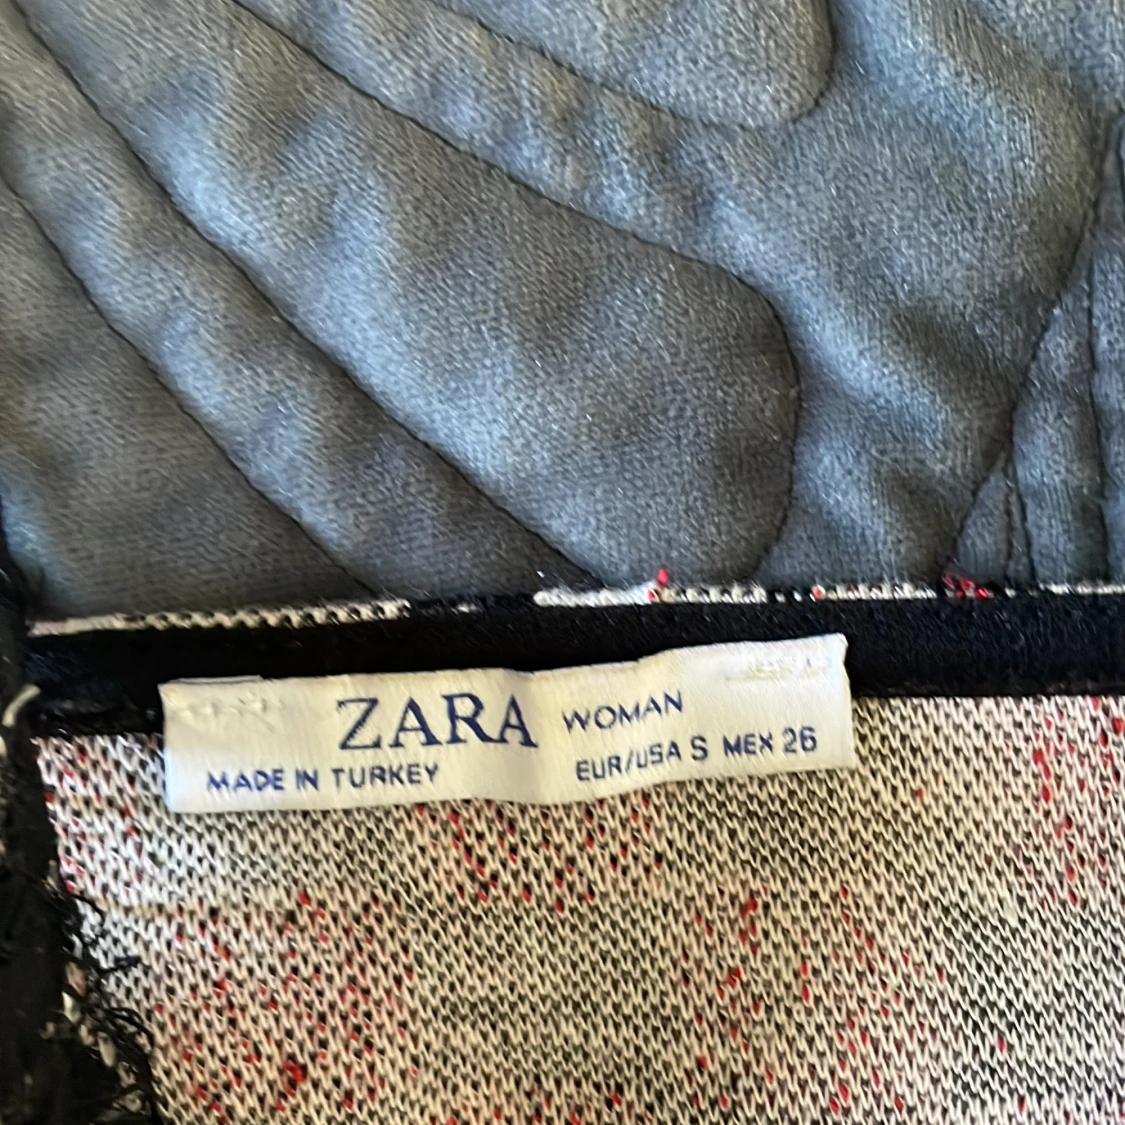 ZARA WOMAN
MADE IN TURKEY EUR/USA S MEX 26